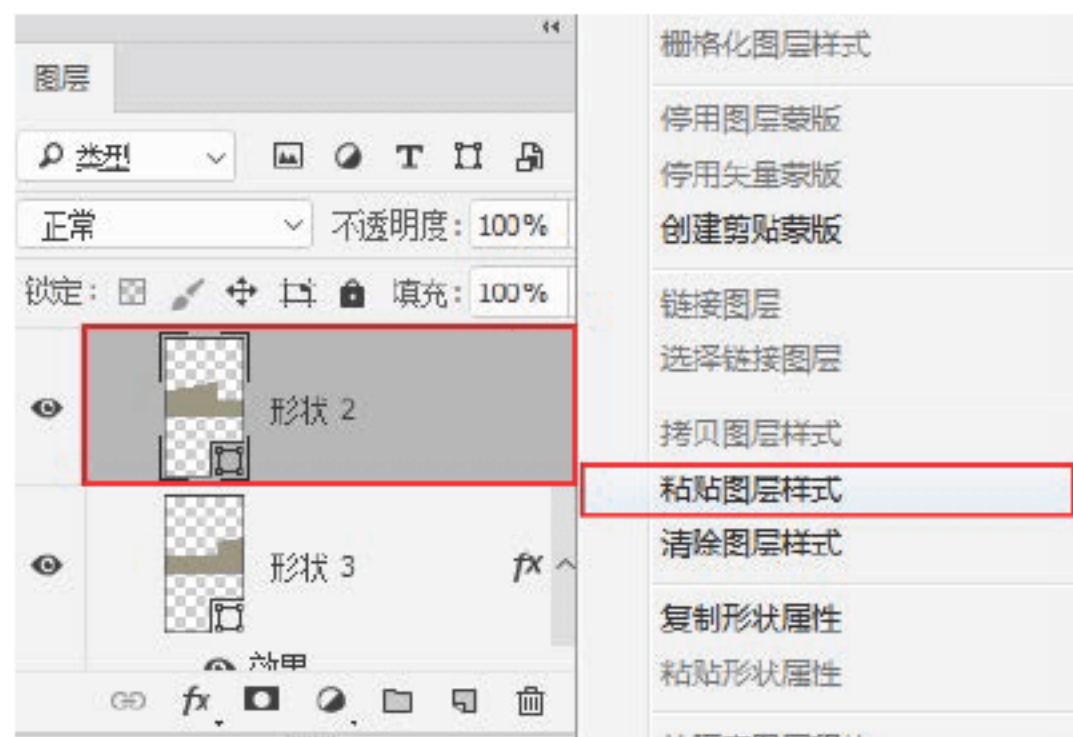 图层
类型
正常
不透明度: 100%
锁定:
填充: 100%
形状 2
形状 3
fx
效果
fx
栅格化图层样式
停用图层蒙版
停用矢量蒙版
创建剪贴蒙版
链接图层
选择链接图层
拷贝图层样式
粘贴图层样式
清除图层样式
复制形状属性
粘贴形状属性